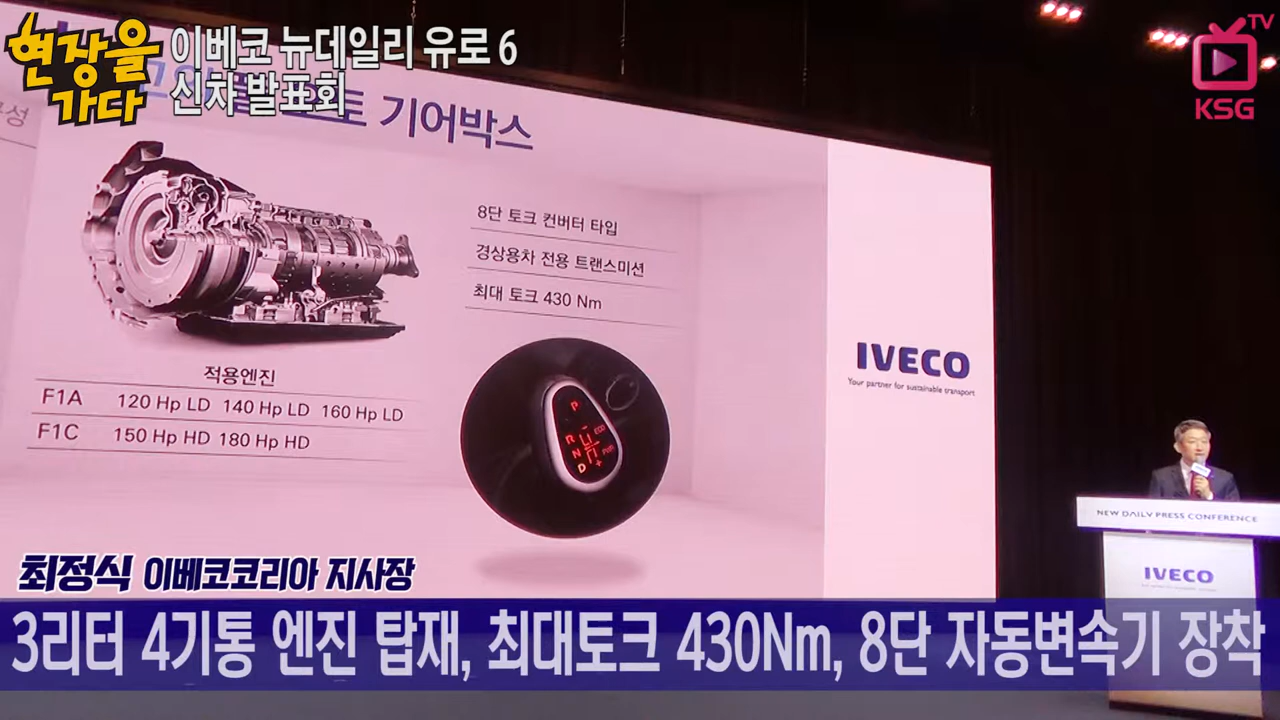 현장을
가다
이베코 뉴데일리 유로 6
신차 발표회
TV
KSG
성
기어박스
8단 토크 컨버터 타입
경상용차 전용 트랜스미션
최대 토크 430 Nm
적용엔진
F1A 120 Hp LD 140 Hp LD 160 Hp LD
F1C 150 Hp HD 180 Hp HD
P
R
N
D
ECO
PWR
IVECO
Your partner for sustainable transport
NEW DAILY PRESS CONFERENCE
IVECO
최정식 이베코코리아 지사장
3리터 4기통 엔진 탑재, 최대토크 430Nm, 8단 자동변속기 장착